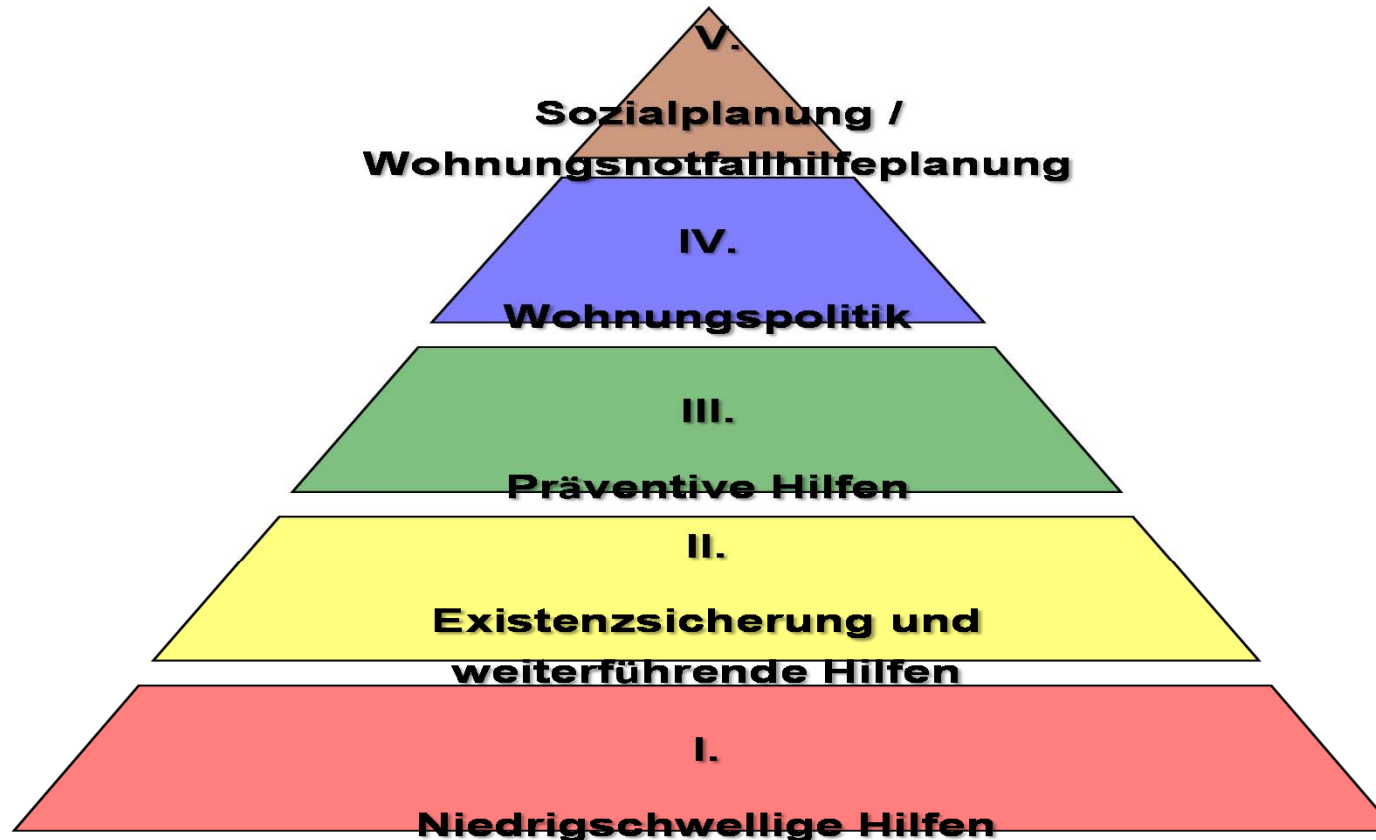 V.
Sozialplanung /
Wohnungsnotfallhilfeplanung
IV.
Wohnungspolitik
III.
Präventive Hilfen
II.
Existenzsicherung und
weiterführende Hilfen
I.
Niedrigschwellige Hilfen